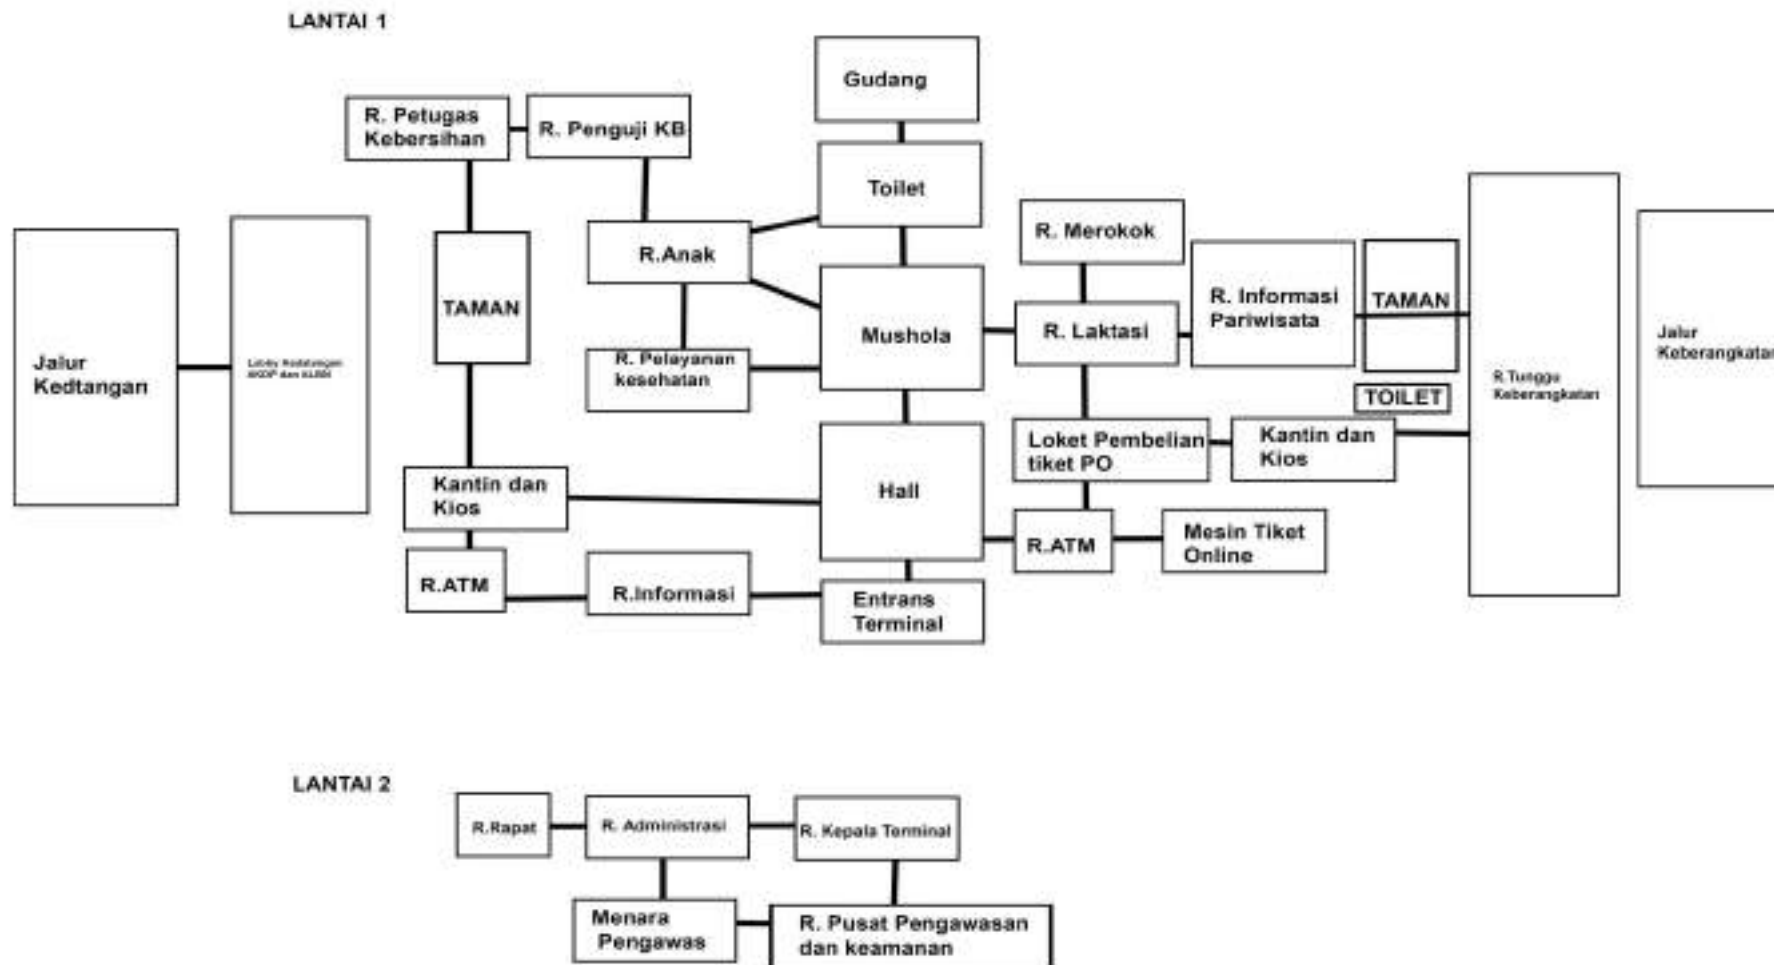 LANTAI 1
Gudang
R. Petugas
Kebersihan
R. Penguji KB
Toilet
R. Merokok
R.Anak
TAMAN
R. Informasi
Pariwisata
TAMAN
Mushola
R. Laktasi
Jalur
Kedtangan
R. Pelayanan
kesehatan
Jalur
Keberangkatan
R.Tunggu
Keberangkatan
TOILET
Loket Pembelian
tiket PO
Kantin dan
Kios
Kantin dan
Kios
Hall
R.ATM
Mesin Tiket
Online
R.ATM
R.Informasi
Entrans
Terminal
LANTAI 2
R.Rapat
R. Administrasi
R. Kepala Terminal
Menara
Pengawas
R. Pusat Pengawasan
dan keamanan